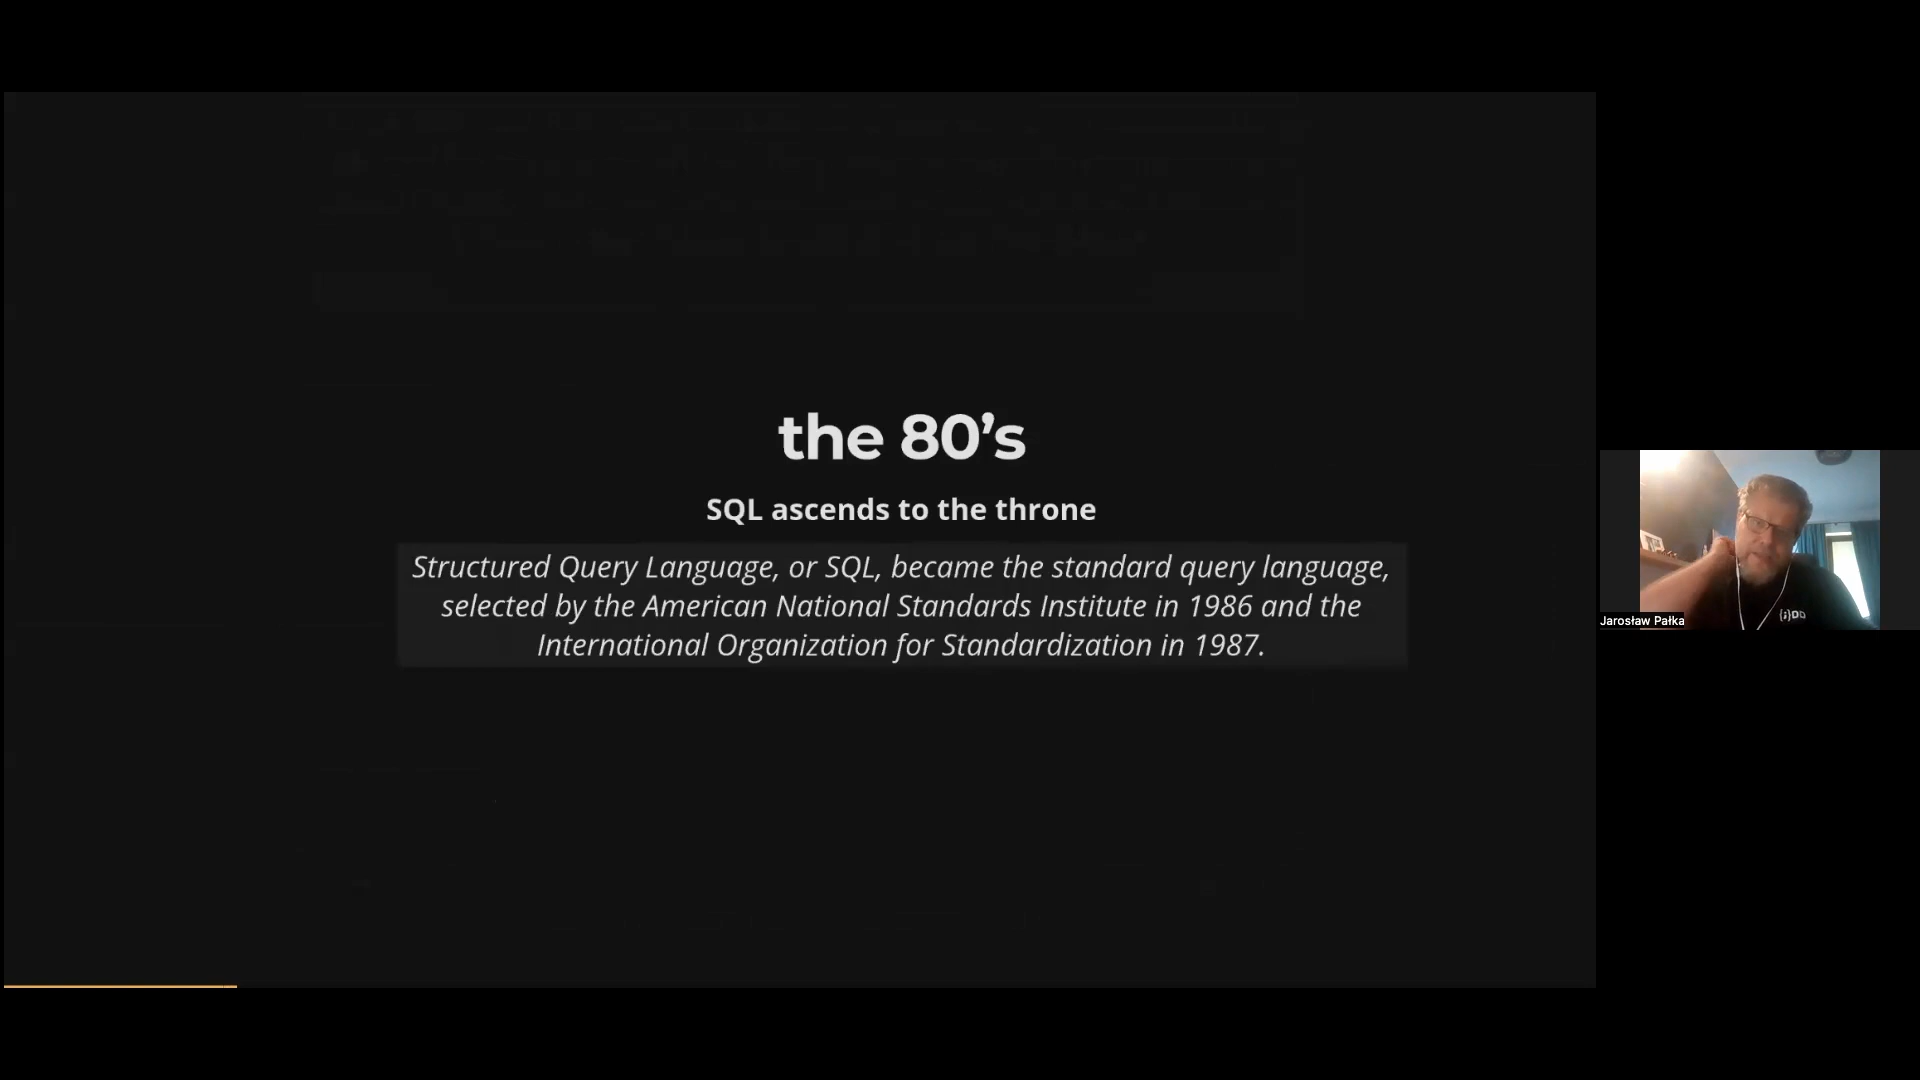 the 80’s
SQL ascends to the throne
Structured Query Language, or SQL, became the standard query language,
selected by the American National Standards Institute in 1986 and the
International Organization for Standardization in 1987.
{j}DD
Jarosław Pałka